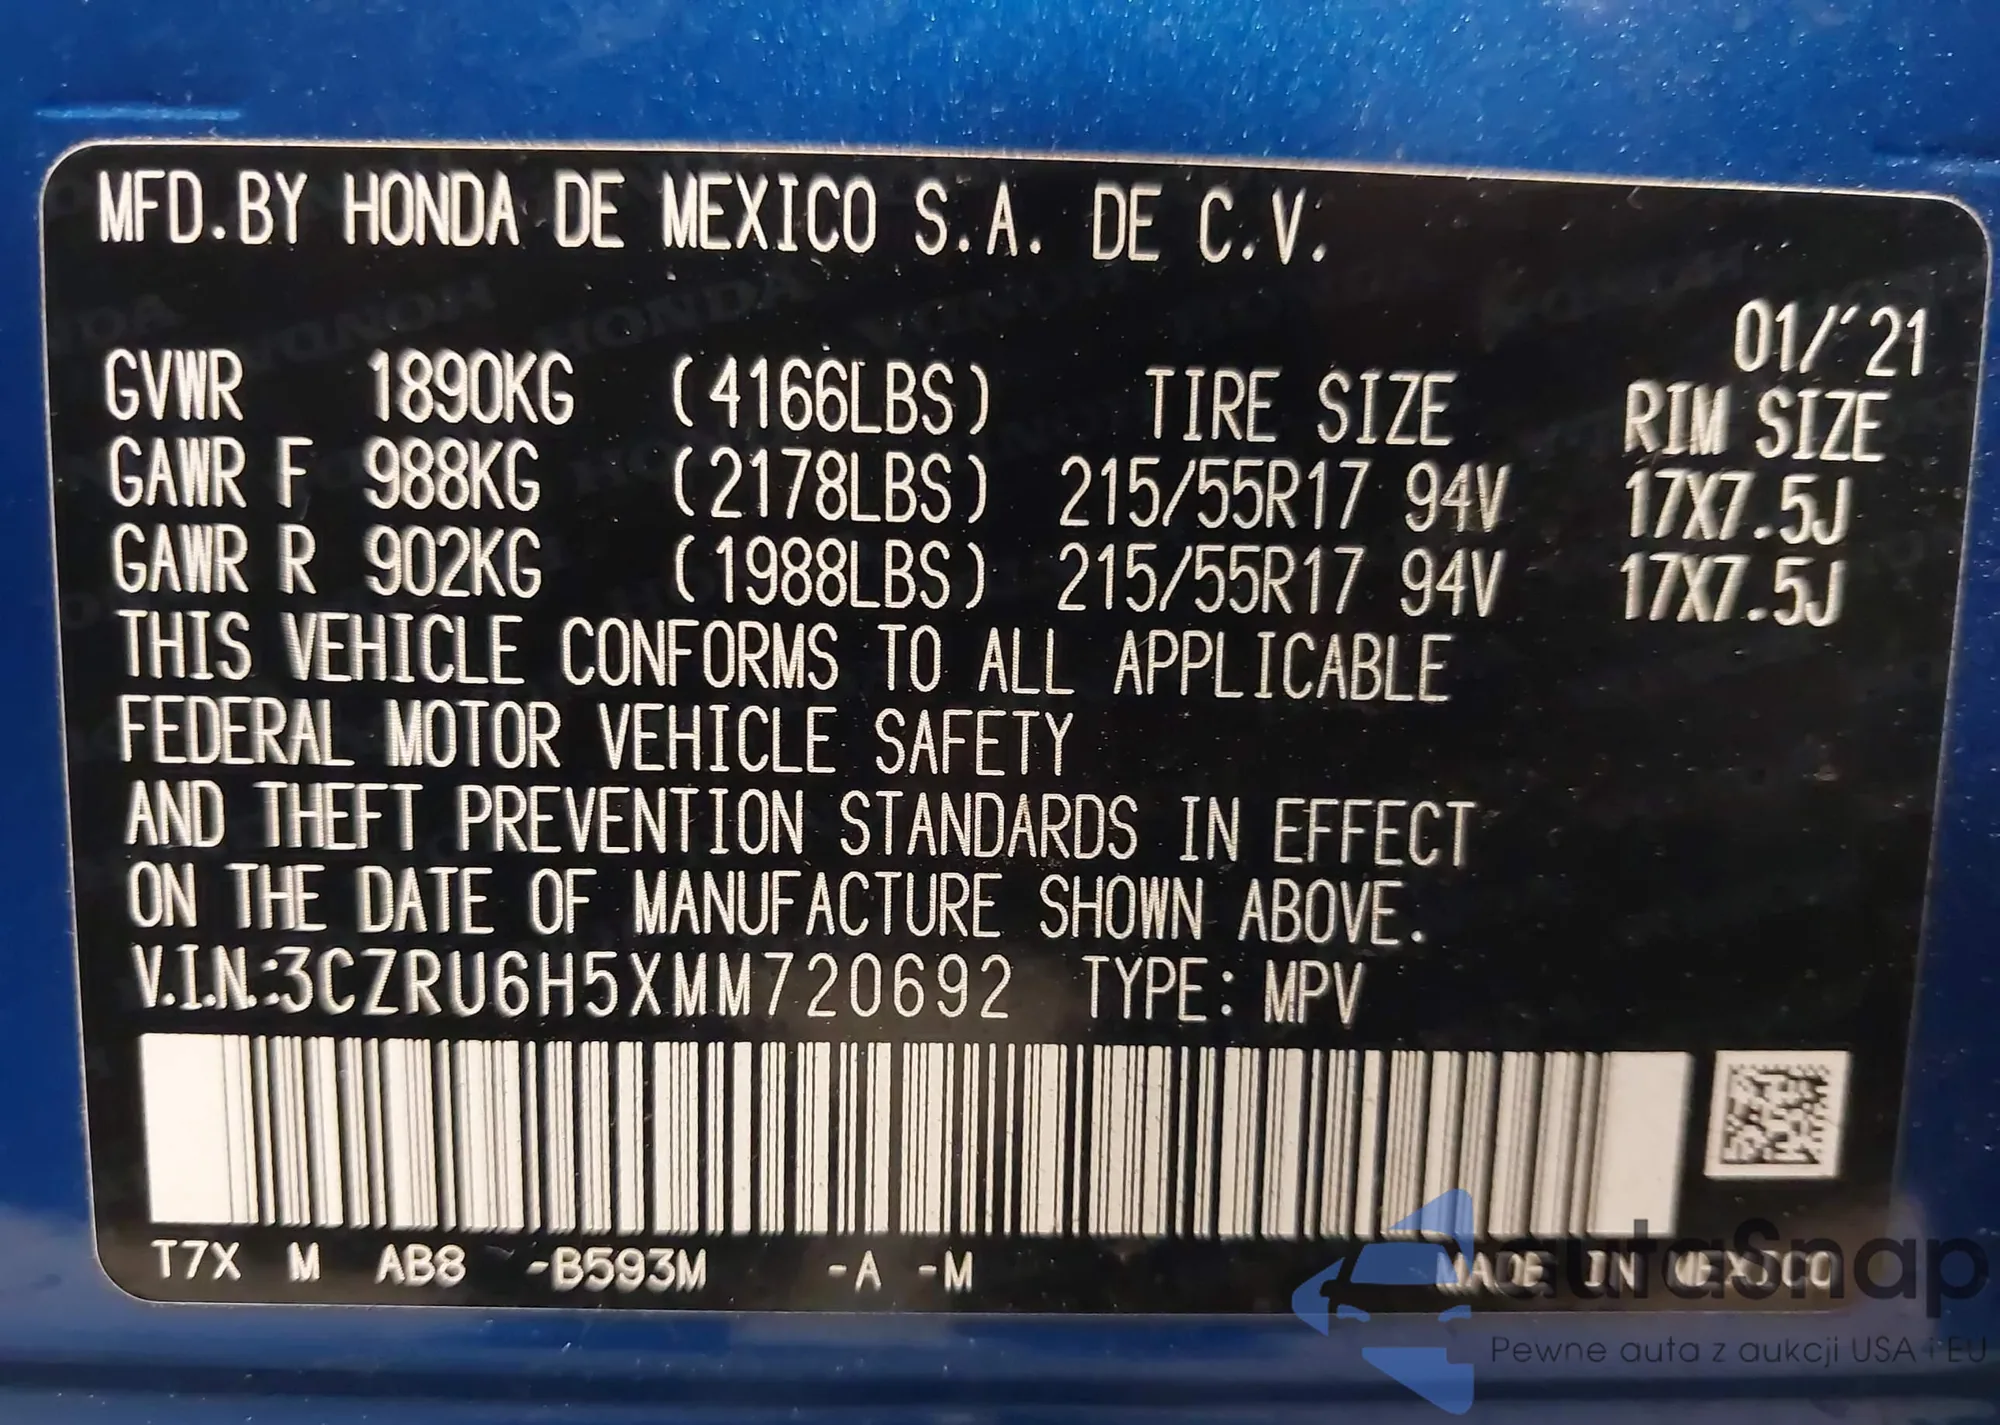 MFD.BY HONDA DE MEXICO S.A. DE C.V.
01/'21
GVWR 1890KG (4166LBS) TIRE SIZE RIM SIZE
GAWR F 988KG (2178LBS) 215/55R17 94V 17X7.5J
GAWR R 902KG (1988LBS) 215/55R17 94V 17X7.5J
THIS VEHICLE CONFORMS TO ALL APPLICABLE
FEDERAL MOTOR VEHICLE SAFETY
AND THEFT PREVENTION STANDARDS IN EFFECT
ON THE DATE OF MANUFACTURE SHOWN ABOVE.
V.I.N.:3CZRU6H5XMM720692 TYPE: MPV
T7X M AB8 -B593M -A -M MADE IN MEXICO
autaSnap
Pewne auta z aukcji USA i EU